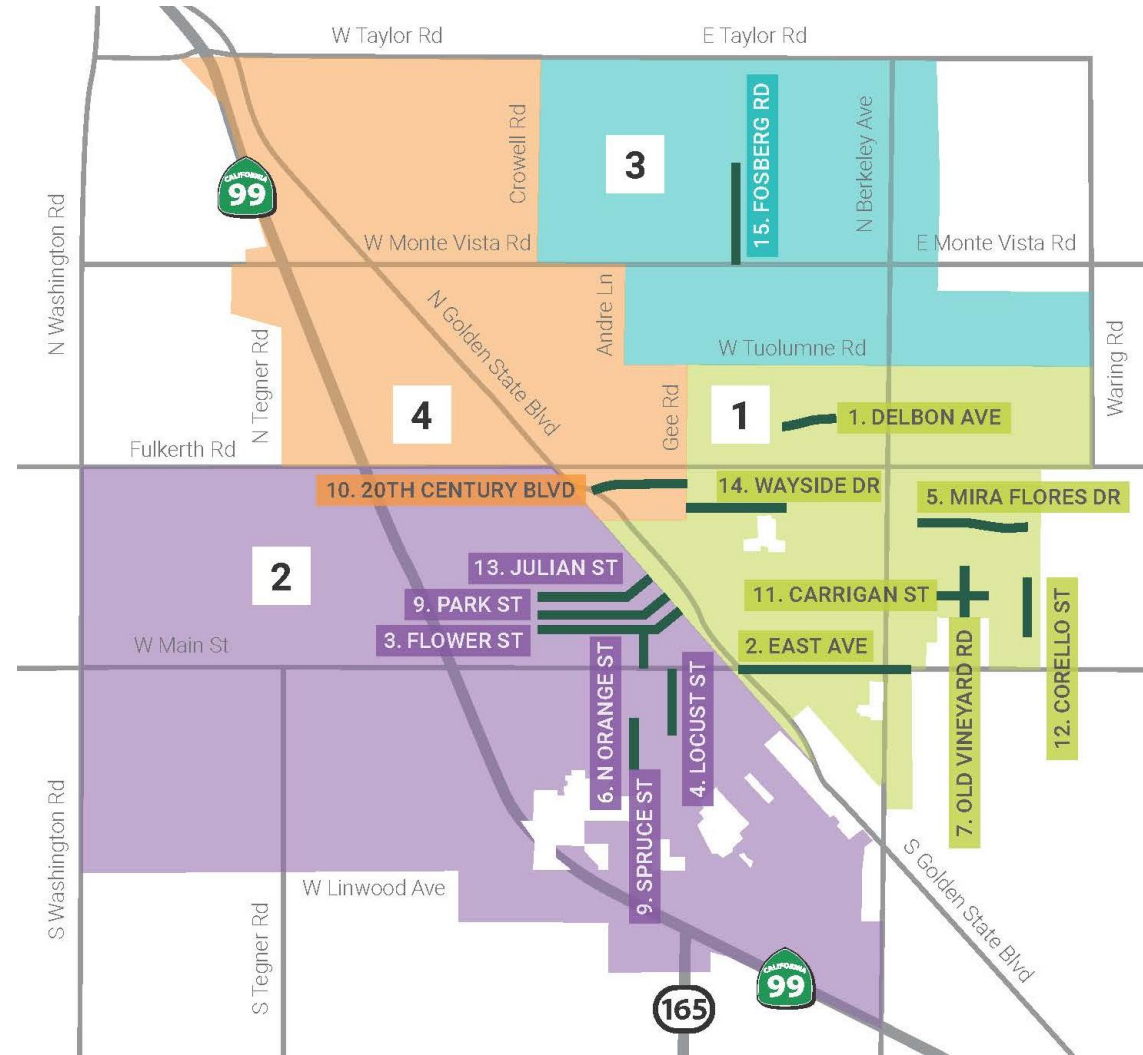 W Taylor Rd
E Taylor Rd
Crowell Rd
3
15. FOSBERG RD
N Berkeley Ave
CALIFORNIA
99
N Washington Rd
W Monte Vista Rd
E Monte Vista Rd
N Golden State Blvd
Andre Ln
N Tegner Rd
W Tuolumne Rd
Waring Rd
4
Gee Rd
1
1. DELBON AVE
Fulkerth Rd
10. 20TH CENTURY BLVD
14. WAYSIDE DR
5. MIRA FLORES DR
2
13. JULIAN ST
9. PARK ST
3. FLOWER ST
11. CARRIGAN ST
W Main St
2. EAST AVE
6. N ORANGE ST
4. LOCUST ST
7. OLD VINEYARD RD
12. CORELLO ST
9. SPRUCE ST
S Washington Rd
S Tegner Rd
W Linwood Ave
S Golden State Blvd
CALIFORNIA
99
165